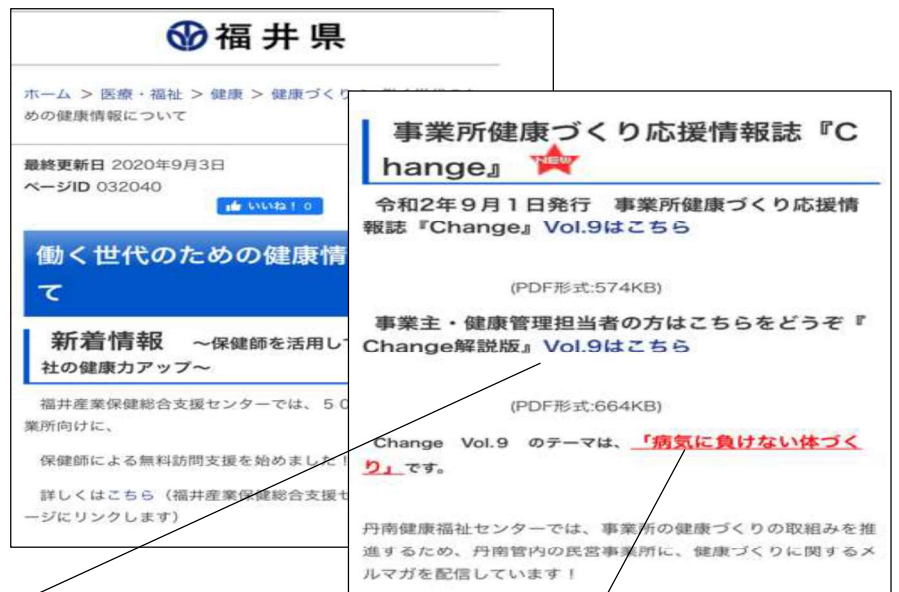 福井県
ホーム > 医療・福祉 > 健康 > 健康づくり
めの健康情報について
最終更新日 2020年9月3日
ページID 032040
いいね！ 0
働く世代のための健康情
て
新着情報 ～保健師を活用し
社の健康力アップ～
福井産業保健総合支援センターでは、５０
業所向けに、
保健師による無料訪問支援を始めました！
詳しくはこちら（福井産業保健総合支援セ
ージにリンクします）
事業所健康づくり応援情報誌『C
hange』 NEW
令和2年９月１日発行 事業所健康づくり応援情
報誌『Change』Vol.9はこちら
(PDF形式:574KB)
事業主・健康管理担当者の方はこちらをどうぞ『
Change解説版』Vol.9はこちら
(PDF形式:664KB)
Change Vol.9 のテーマは、「病気に負けない体づく
り」です。
丹南健康福祉センターでは、事業所の健康づくりの取組みを推
進するため、丹南管内の民営事業所に、健康づくりに関するメ
ルマガを配信しています！